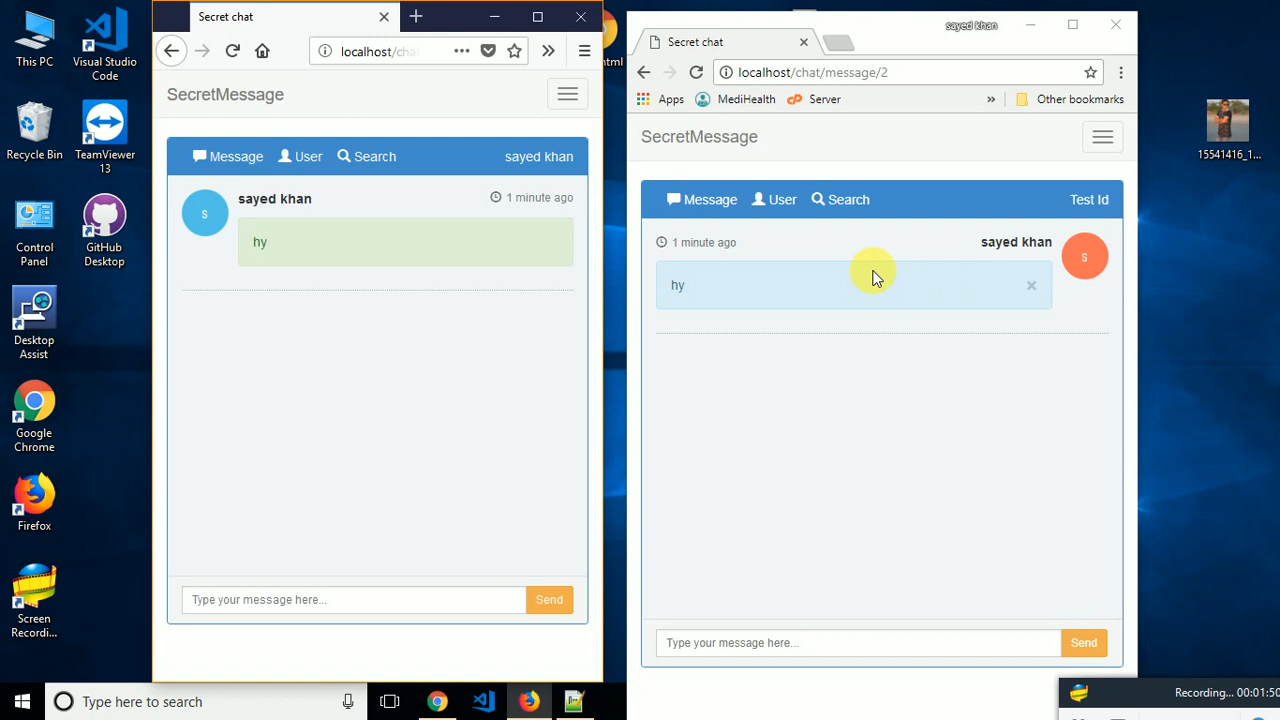 This PC
Visual Studio
Code
Recycle Bin
TeamViewer
13
Control
Panel
GitHub
Desktop
Desktop
Assist
Google
Chrome
Firefox
Screen
Recordi...
Secret chat
localhost/cha
SecretMessage
Message
User
Search
sayed khan
s
sayed khan
1 minute ago
hy
Type your message here...
Send
html
sayed khan
Secret chat
localhost/chat/message/2
Apps
MediHealth
cP Server
»
Other bookmarks
SecretMessage
Message
User
Search
Test Id
1 minute ago
sayed khan
s
hy
×
Type your message here...
Send
15541416_1...
Type here to search
Recording... 00:01:50